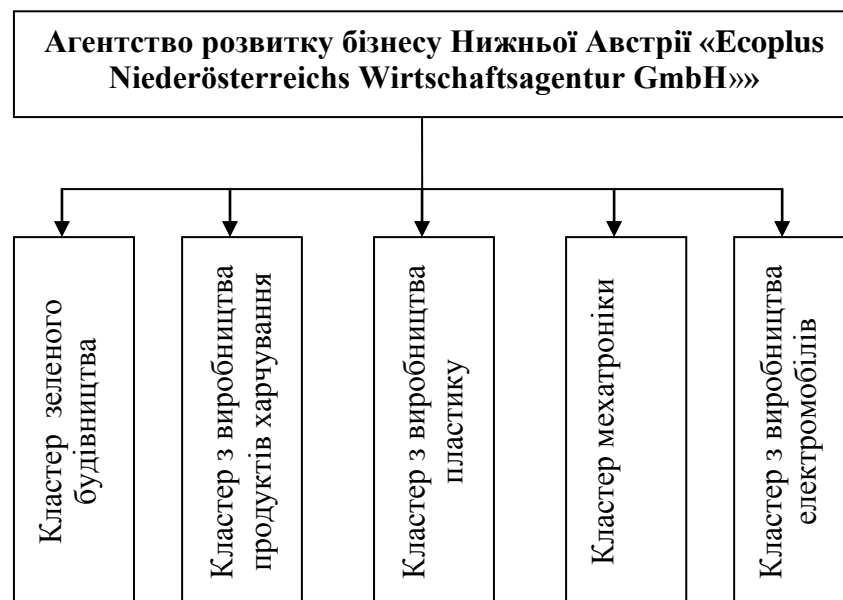 Агентство розвитку бізнесу Нижньої Австрії «Ecoplus
Niederösterreichs Wirtschaftsagentur GmbH»»
Кластер зеленого
будівництва
Кластер з виробництва
продуктів харчування
Кластер з виробництва
пластику
Кластер мехатроніки
Кластер з виробництва
електромобілів